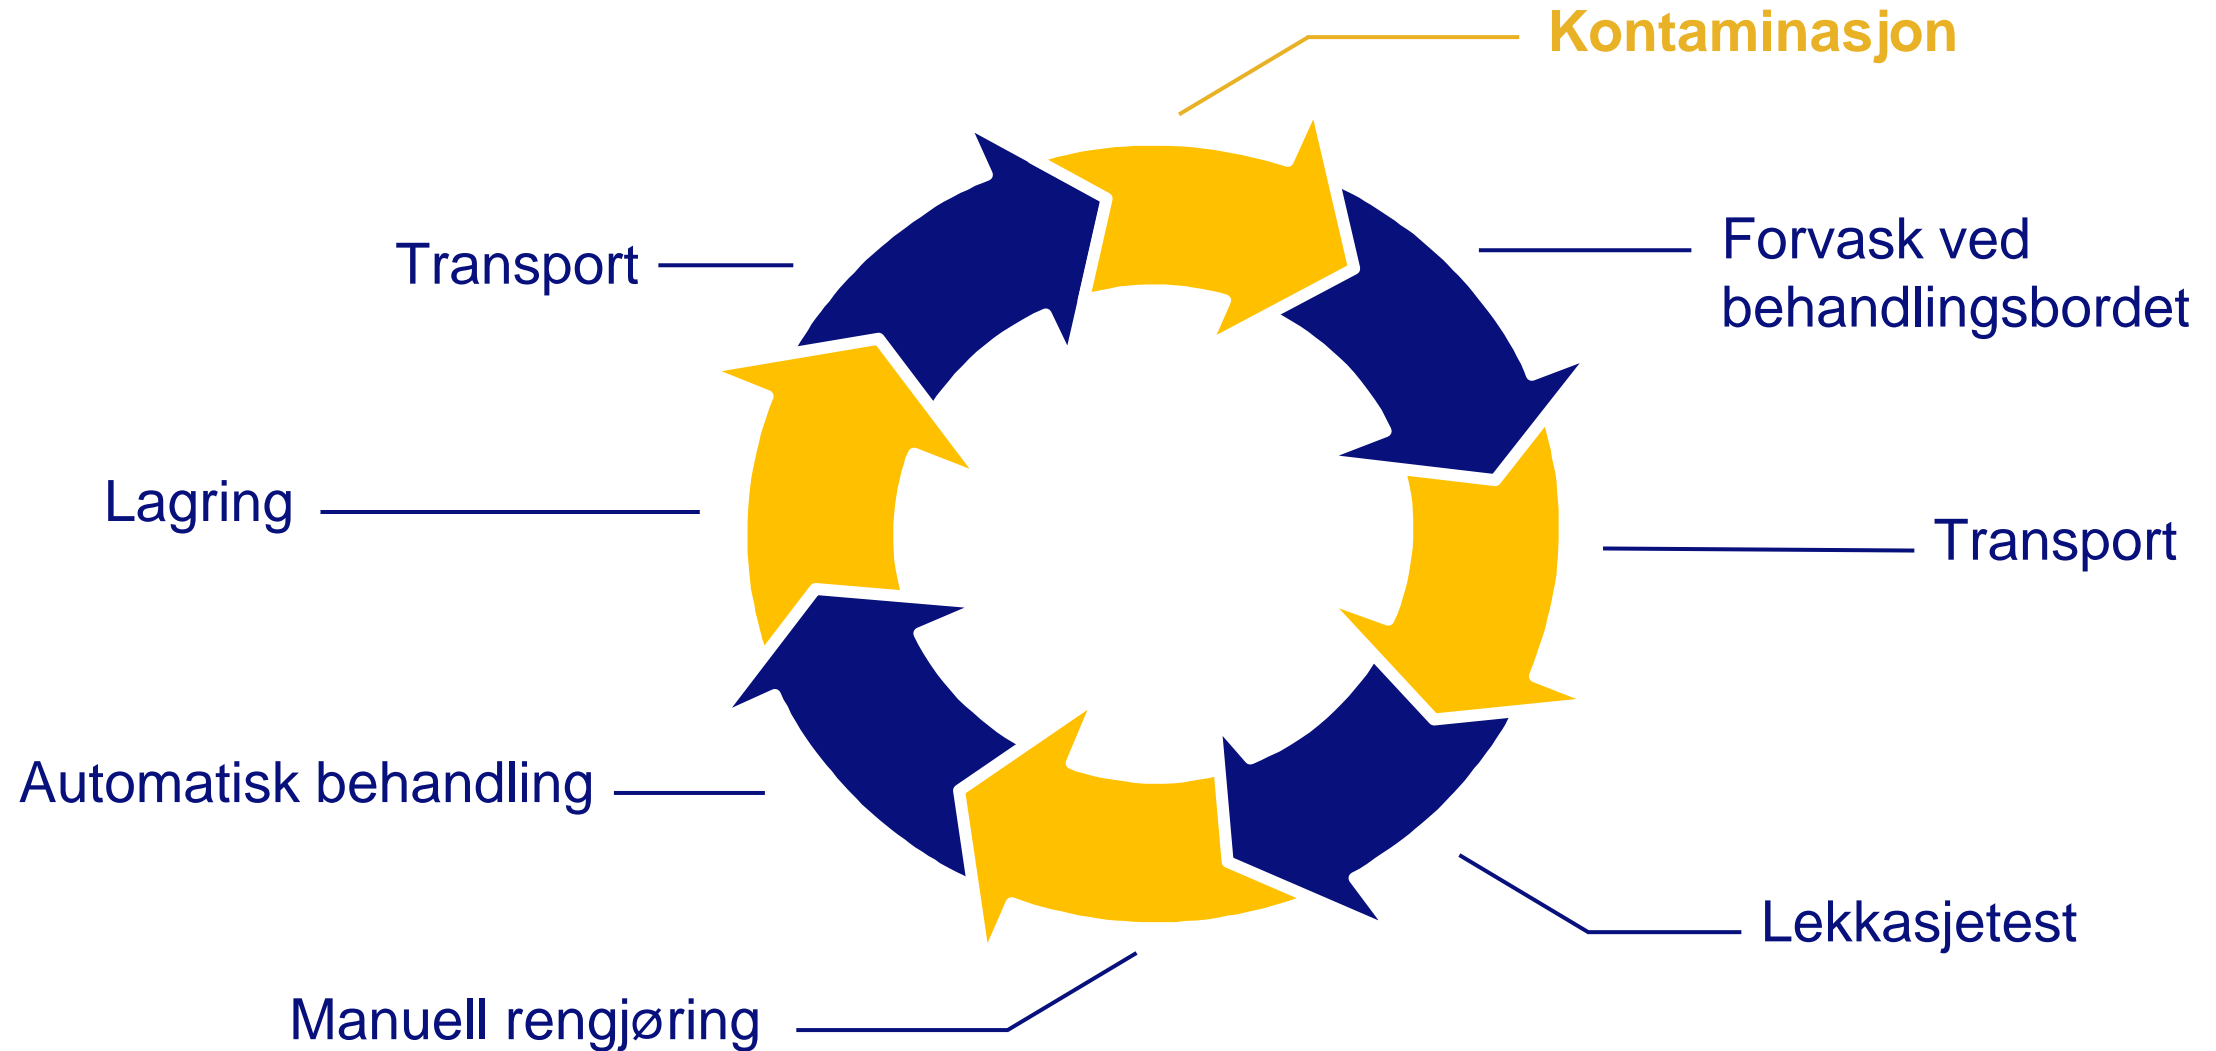 Kontaminasjon
Forvask ved
behandlingsbordet
Transport
Lekkasjetest
Manuell rengjøring
Automatisk behandling
Lagring
Transport